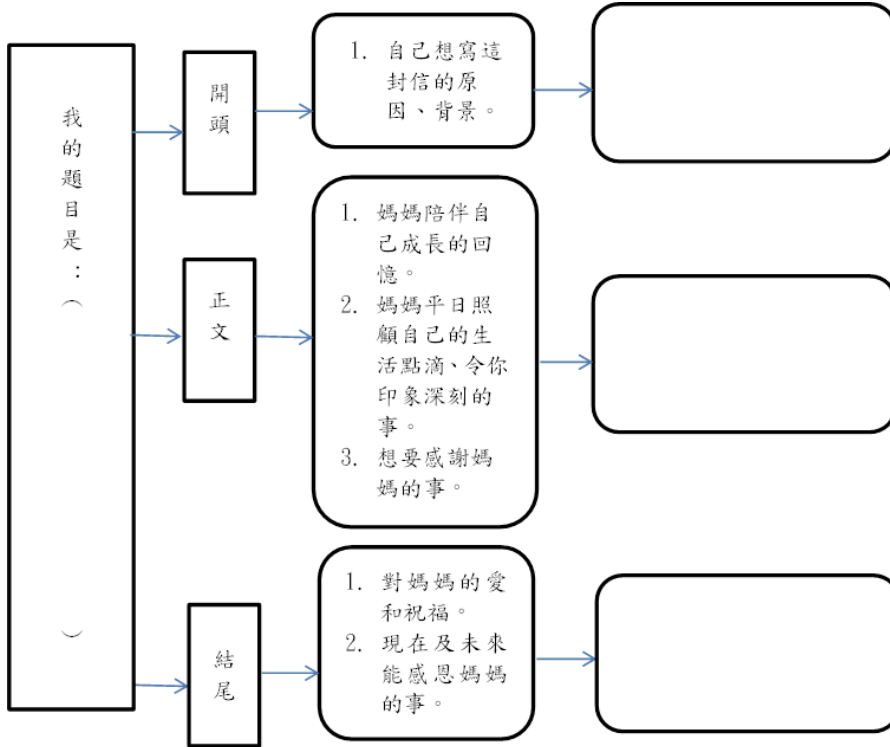 我的題目是：（　　　）
開頭
1. 自己想寫這
封信的原
因、背景。
正文
1. 媽媽陪伴自
己成長的回
憶。
2. 媽媽平日照
顧自己的生
活點滴、令你
印象深刻的
事。
3. 想要感謝媽
媽的事。
結尾
1. 對媽媽的愛
和祝福。
2. 現在及未來
能感恩媽媽
的事。